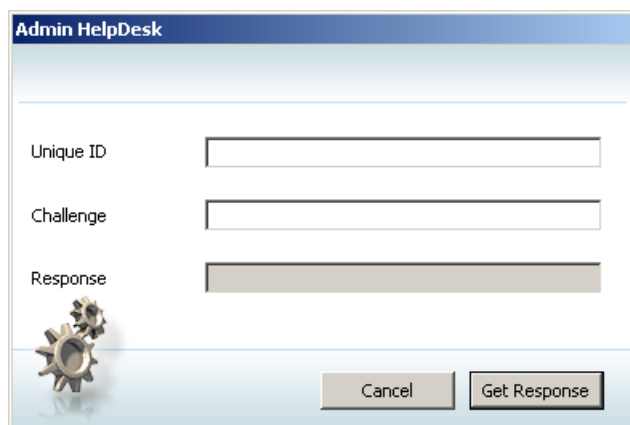 Admin HelpDesk
Unique ID
Challenge
Response
Cancel Get Response